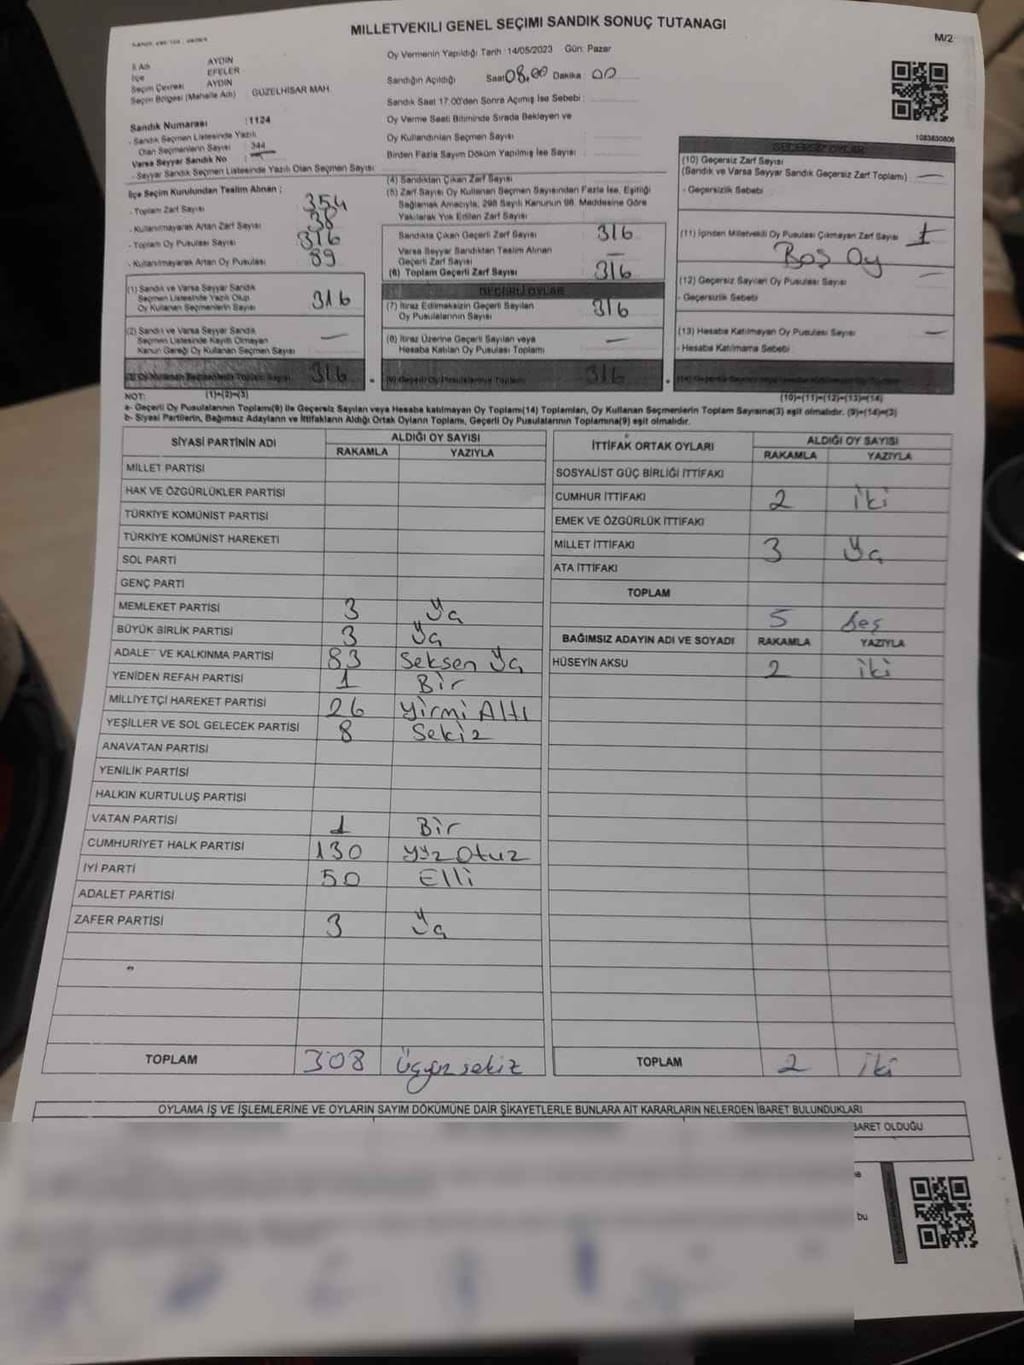 MİLLETVEKİLİ GENEL SEÇİMİ SANDIK SONUÇ TUTANAGI
M/2
İl Adı AYDIN
İlçe EFELER
Seçim Çevresi AYDIN
Seçim Bölgesi (Mahalle Adı) GÜZELHİSAR MAH.
Sandık Numarası :1124
- Sandık Seçmen Listesinde Yazılı
Olan Seçmenlerin Sayısı : 344
Varsa Seyyar Sandık No :
- Seyyar Sandık Seçmen Listesinde Yazılı Olan Seçmen Sayısı
Oy Vermenin Yapıldığı Tarih :14/05/2023 Gün: Pazar
Sandığın Açıldığı Saat 08.00 Dakika : 00
Sandık Saat 17:00'den Sonra Açımış İse Sebebi :
Oy Verme Saati Bitiminde Sırada Bekleyen ve
Oy Kullandırılan Seçmen Sayısı
Birden Fazla Sayım Döküm Yapılmış İse Sayısı :
1083830806
İlçe Seçim Kurulundan Teslim Alınan ;
- Toplam Zarf Sayısı 354
- Kullanılmayarak Artan Zarf Sayısı 38
- Toplam Oy Pusulası Sayısı 316
- Kullanılmayarak Artan Oy Pusulası 89
(1) Sandık ve Varsa Seyyar Sandık
Seçmen Listesinde Yazılı Olup
Oy Kullanan Seçmenlerin Sayısı 316
(2) Sandık ve Varsa Seyyar Sandık
Seçmen Listesinde Kayıtlı Olmayan
Kanun Gereği Oy Kullanan Seçmen Sayısı —
(3) Oy Kullanan Seçmenlerin Toplam Sayısı 316
(4) Sandıktan Çıkan Zarf Sayısı
(5) Zarf Sayısı Oy Kullanan Seçmen Sayısından Fazla İse, Eşitliği
Sağlamak Amacıyla, 298 Sayılı Kanunun 98. Maddesine Göre
Yakılarak Yok Edilen Zarf Sayısı
Sandıkta Çıkan Geçerli Zarf Sayısı 316
Varsa Seyyar Sandıktan Teslim Alınan
Geçerli Zarf Sayısı —
(6) Toplam Geçerli Zarf Sayısı 316
GEÇERLİ OYLAR
(7) İtiraz Edilmeksizin Geçerli Sayılan
Oy Pusulalarının Sayısı 316
(8) İtiraz Üzerine Geçerli Sayılan veya
Hesaba Katılan Oy Pusulası Toplamı —
(9) Geçerli Oy Pusulalarının Toplamı 316
GEÇERSİZ OYLAR
(10) Geçersiz Zarf Sayısı
(Sandık ve Varsa Seyyar Sandık Geçersiz Zarf Toplamı) —
- Geçersizlik Sebebi
(11) İçinden Milletvekili Oy Pusulası Çıkmayan Zarf Sayısı 1
Boş Oy
(12) Geçersiz Sayılan Oy Pusulası Sayısı —
- Geçersizlik Sebebi
(13) Hesaba Katılmayan Oy Pusulası Sayısı —
- Hesaba Katılmama Sebebi
NOT: (1)+(2)=(3) (10)+(11)+(12)+(13)=(14)
a- Geçerli Oy Pusulalarının Toplamı(9) ile Geçersiz Sayılan veya Hesaba katılmayan Oy Toplamı(14) Toplamları, Oy Kullanan Seçmenlerin Toplam Sayısına(3) eşit olmalıdır. (9)+(14)=(3)
b- Siyasi Partilerin, Bağımsız Adayların ve İttifakların Aldığı Ortak Oyların Toplamı, Geçerli Oy Pusulalarının Toplamına(9) eşit olmalıdır.
SİYASİ PARTİNİN ADI ALDIĞI OY SAYISI
RAKAMLA YAZIYLA
MİLLET PARTİSİ
HAK VE ÖZGÜRLÜKLER PARTİSİ
TÜRKİYE KOMÜNİST PARTİSİ
TÜRKİYE KOMÜNİST HAREKETİ
SOL PARTİ
GENÇ PARTİ
MEMLEKET PARTİSİ 3 Üç
BÜYÜK BİRLİK PARTİSİ 3 Üç
ADALET VE KALKINMA PARTİSİ 83 Seksen Üç
YENİDEN REFAH PARTİSİ 1 Bir
MİLLİYETÇİ HAREKET PARTİSİ 26 Yirmi Altı
YEŞİLLER VE SOL GELECEK PARTİSİ 8 Sekiz
ANAVATAN PARTİSİ
YENİLİK PARTİSİ
HALKIN KURTULUŞ PARTİSİ
VATAN PARTİSİ 1 Bir
CUMHURİYET HALK PARTİSİ 130 Yüz Otuz
İYİ PARTİ 50 Elli
ADALET PARTİSİ
ZAFER PARTİSİ 3 Üç
TOPLAM 308 Üçyüz sekiz
İTTİFAK ORTAK OYLARI ALDIĞI OY SAYISI
RAKAMLA YAZIYLA
SOSYALİST GÜÇ BİRLİĞİ İTTİFAKI
CUMHUR İTTİFAKI 2 İki
EMEK VE ÖZGÜRLÜK İTTİFAKI
MİLLET İTTİFAKI 3 Üç
ATA İTTİFAKI
TOPLAM 5 Beş
BAĞIMSIZ ADAYIN ADI VE SOYADI RAKAMLA YAZIYLA
HÜSEYİN AKSU 2 iki
TOPLAM 2 iki
OYLAMA İŞ VE İŞLEMLERİNE VE OYLARIN SAYIM DÖKÜMÜNE DAİR ŞİKAYETLERLE BUNLARA AİT KARARLARIN NELERDEN İBARET BULUNDUKLARI
BARET OLDUĞU
bu